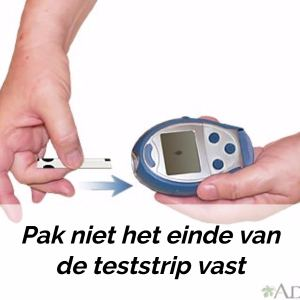 Pak niet het einde van
de teststrip vast